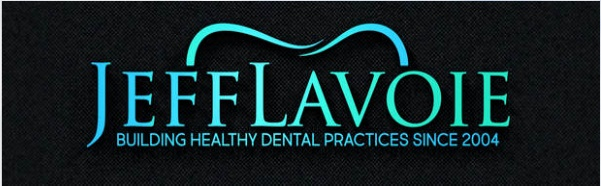 JEFFLAVOIE
BUILDING HEALTHY DENTAL PRACTICES SINCE 2004